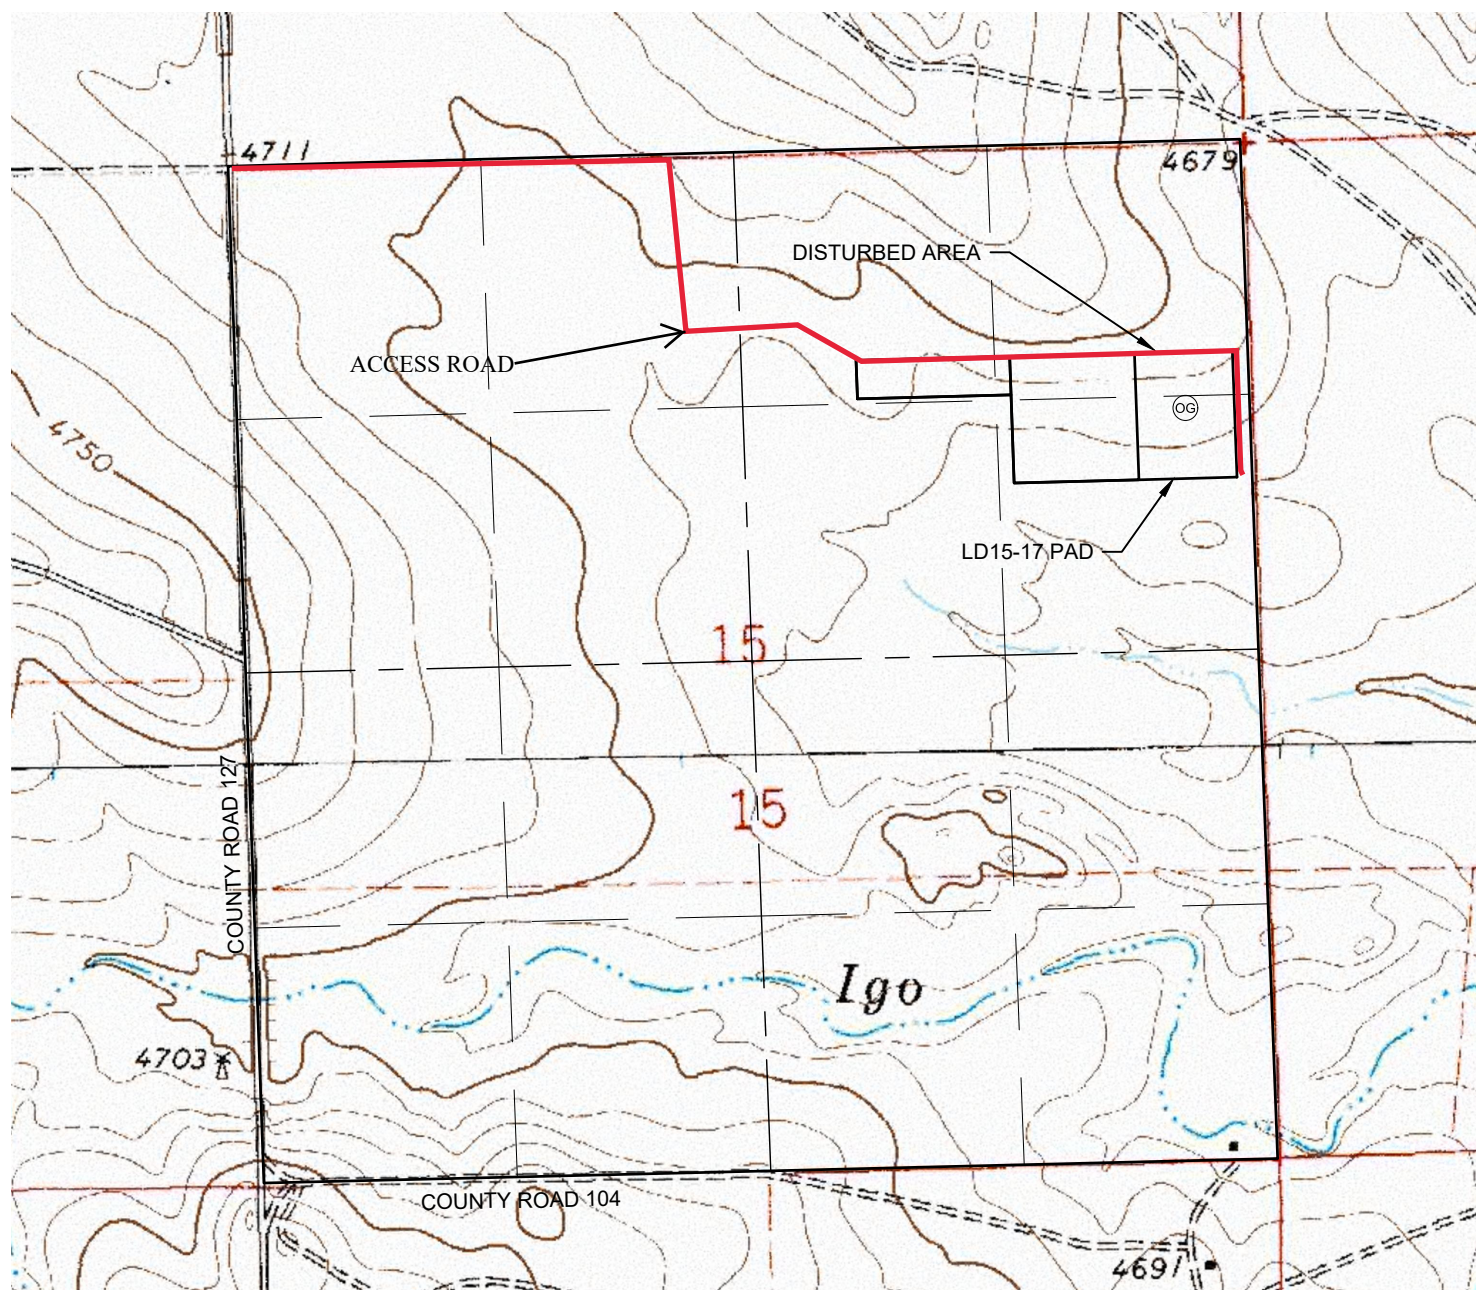 4711
4679
DISTURBED AREA
ACCESS ROAD
OG
4750
LD15-17 PAD
15
15
COUNTY ROAD 127
Igo
4703
COUNTY ROAD 104
4691